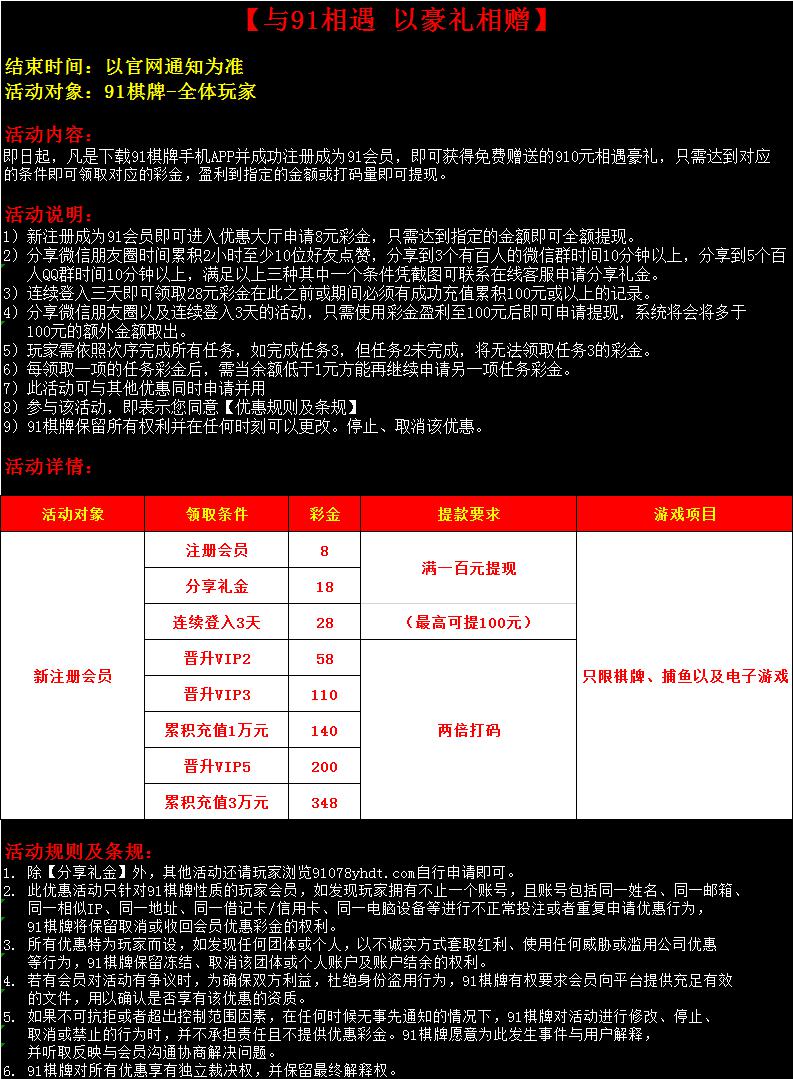 【与91相遇 以豪礼相赠】
结束时间：以官网通知为准
活动对象：91棋牌-全体玩家
活动内容：
即日起，凡是下载91棋牌手机APP并成功注册成为91会员，即可获得免费赠送的910元相遇豪礼，只需达到对应
的条件即可领取对应的彩金，盈利到指定的金额或打码量即可提现。
活动说明：
1）新注册成为91会员即可进入优惠大厅申请8元彩金，只需达到指定的金额即可全额提现。
2）分享微信朋友圈时间累积2小时至少10位好友点赞，分享到3个有百人的微信群时间10分钟以上，分享到5个百
人QQ群时间10分钟以上，满足以上三种其中一个条件凭截图可联系在线客服申请分享礼金。
3）连续登入三天即可领取28元彩金在此之前或期间必须有成功充值累积100元或以上的记录。
4）分享微信朋友圈以及连续登入3天的活动，只需使用彩金盈利至100元后即可申请提现，系统将会将多于
100元的额外金额取出。
5）玩家需依照次序完成所有任务，如完成任务3，但任务2未完成，将无法领取任务3的彩金。
6）每领取一项的任务彩金后，需当余额低于1元方能再继续申请另一项任务彩金。
7）此活动可与其他优惠同时申请并用
8）参与该活动，即表示您同意【优惠规则及条规】
9）91棋牌保留所有权利并在任何时刻可以更改。停止、取消该优惠。
活动详情：
活动对象 领取条件 彩金 提款要求 游戏项目
注册会员 8
满一百元提现
分享礼金 18
连续登入3天 28 （最高可提100元）
晋升VIP2 58
新注册会员 只限棋牌、捕鱼以及电子游戏
晋升VIP3 110
累积充值1万元 140 两倍打码
晋升VIP5 200
累积充值3万元 348
活动规则及条规：
1. 除【分享礼金】外，其他活动还请玩家浏览91078yhdt.com自行申请即可。
2. 此优惠活动只针对91棋牌性质的玩家会员，如发现玩家拥有不止一个账号，且账号包括同一姓名、同一邮箱、
同一相似IP、同一地址、同一借记卡/信用卡、同一电脑设备等进行不正常投注或者重复申请优惠行为，
91棋牌将保留取消或收回会员优惠彩金的权利。
3. 所有优惠特为玩家而设，如发现任何团体或个人，以不诚实方式套取红利、使用任何威胁或滥用公司优惠
等行为，91棋牌保留冻结、取消该团体或个人账户及账户结余的权利。
4. 若有会员对活动有争议时，为确保双方利益，杜绝身份盗用行为，91棋牌有权要求会员向平台提供充足有效
的文件，用以确认是否享有该优惠的资质。
5. 如果不可抗拒或者超出控制范围因素，在任何时候无事先通知的情况下，91棋牌对活动进行修改、停止、
取消或禁止的行为时，并不承担责任且不提供优惠彩金。91棋牌愿意为此发生事件与用户解释，
并听取反映与会员沟通协商解决问题。
6. 91棋牌对所有优惠享有独立裁决权，并保留最终解释权。